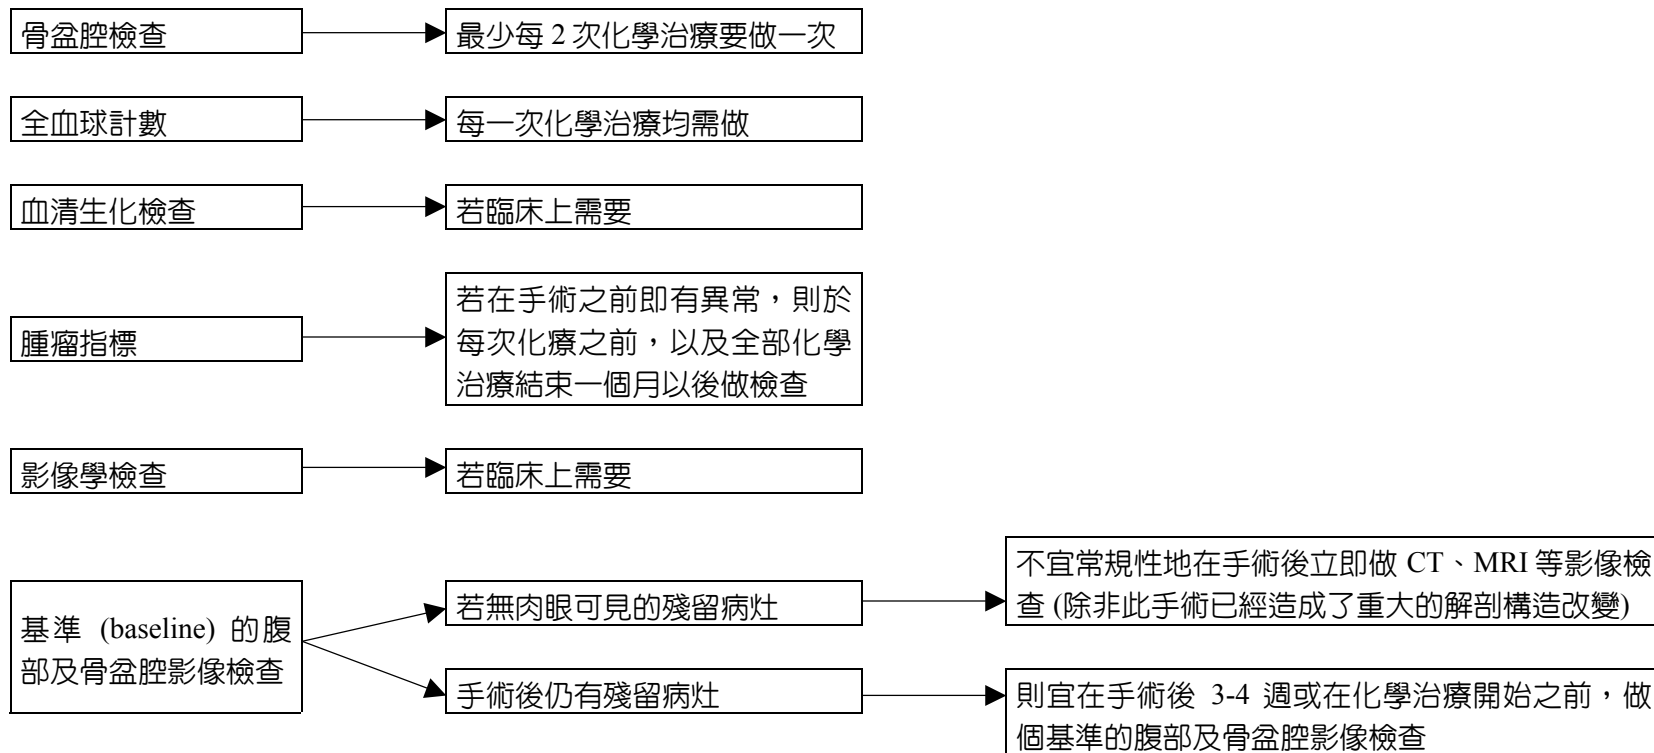 骨盆腔檢查
最少每 2 次化學治療要做一次
全血球計數
每一次化學治療均需做
血清生化檢查
若臨床上需要
腫瘤指標
若在手術之前即有異常，則於
每次化療之前，以及全部化學
治療結束一個月以後做檢查
影像學檢查
若臨床上需要
基準 (baseline) 的腹
部及骨盆腔影像檢查
若無肉眼可見的殘留病灶
不宜常規性地在手術後立即做 CT、MRI 等影像檢
查 (除非此手術已經造成了重大的解剖構造改變)
手術後仍有殘留病灶
則宜在手術後 3-4 週或在化學治療開始之前，做
個基準的腹部及骨盆腔影像檢查